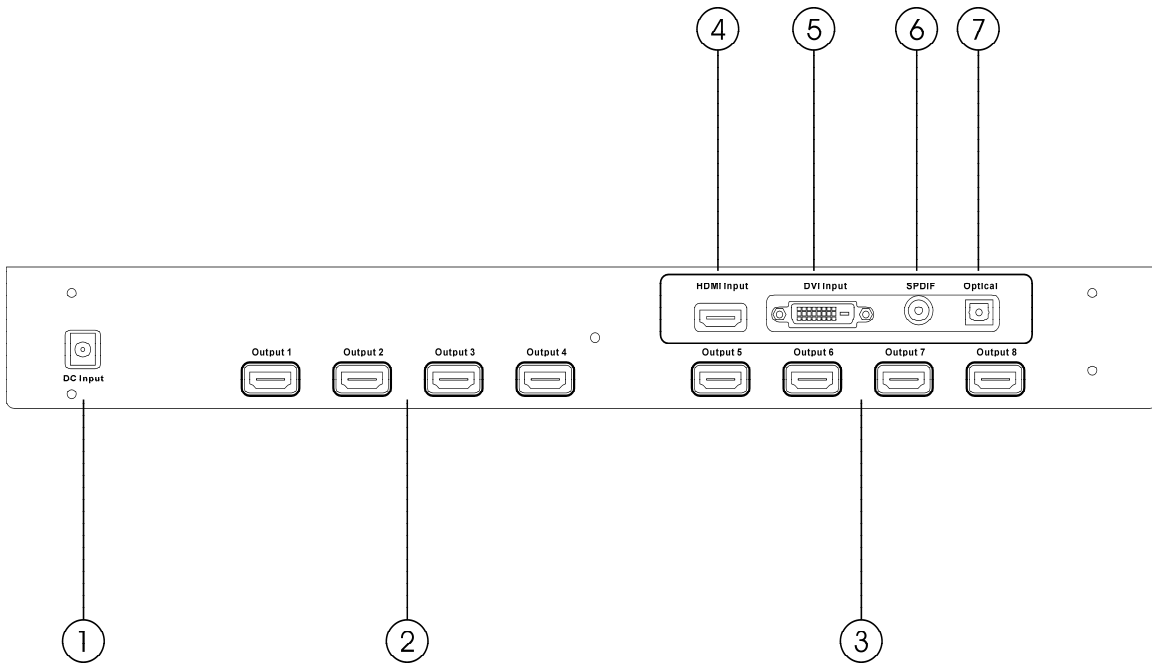 4 5 6 7
HDMI Input DVI Input SPDIF Optical
Output 1 Output 2 Output 3 Output 4 Output 5 Output 6 Output 7 Output 8
DC Input
1 2 3